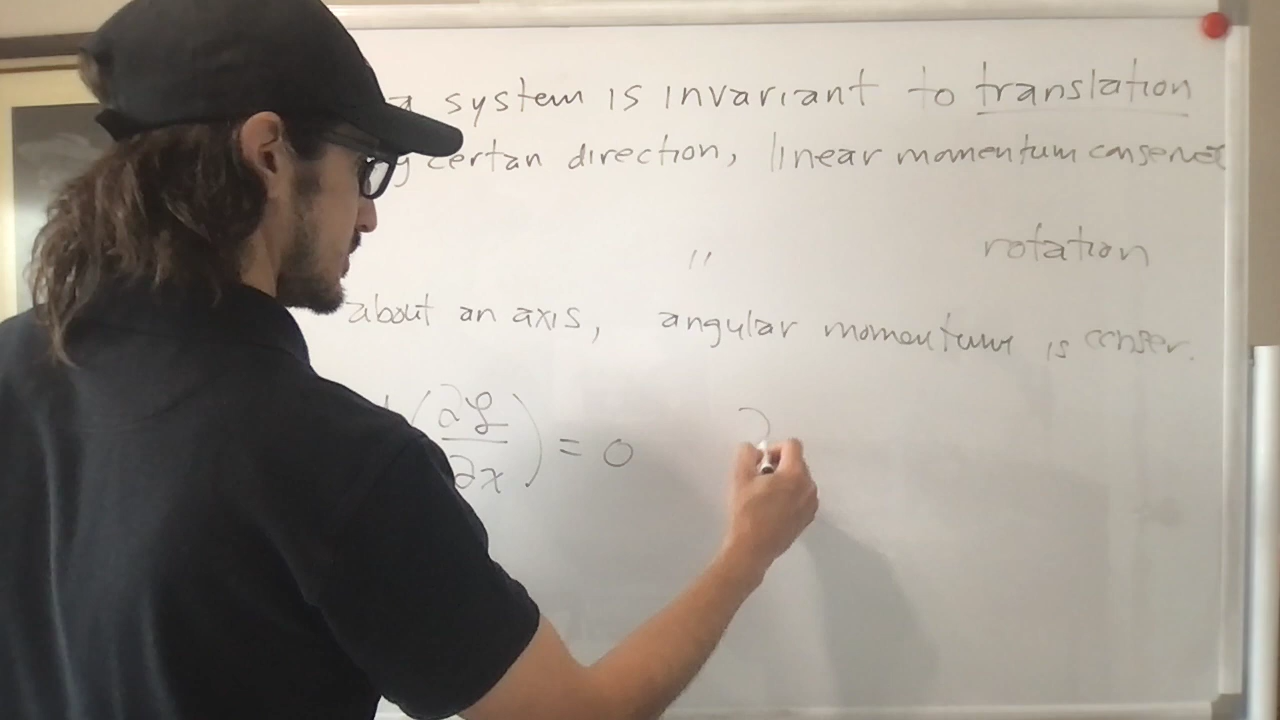 a system is invariant to translation
g certan direction, linear momentum conserved
" rotation
about an axis, angular momentum is conser.
(∂ℒ/∂x) = 0